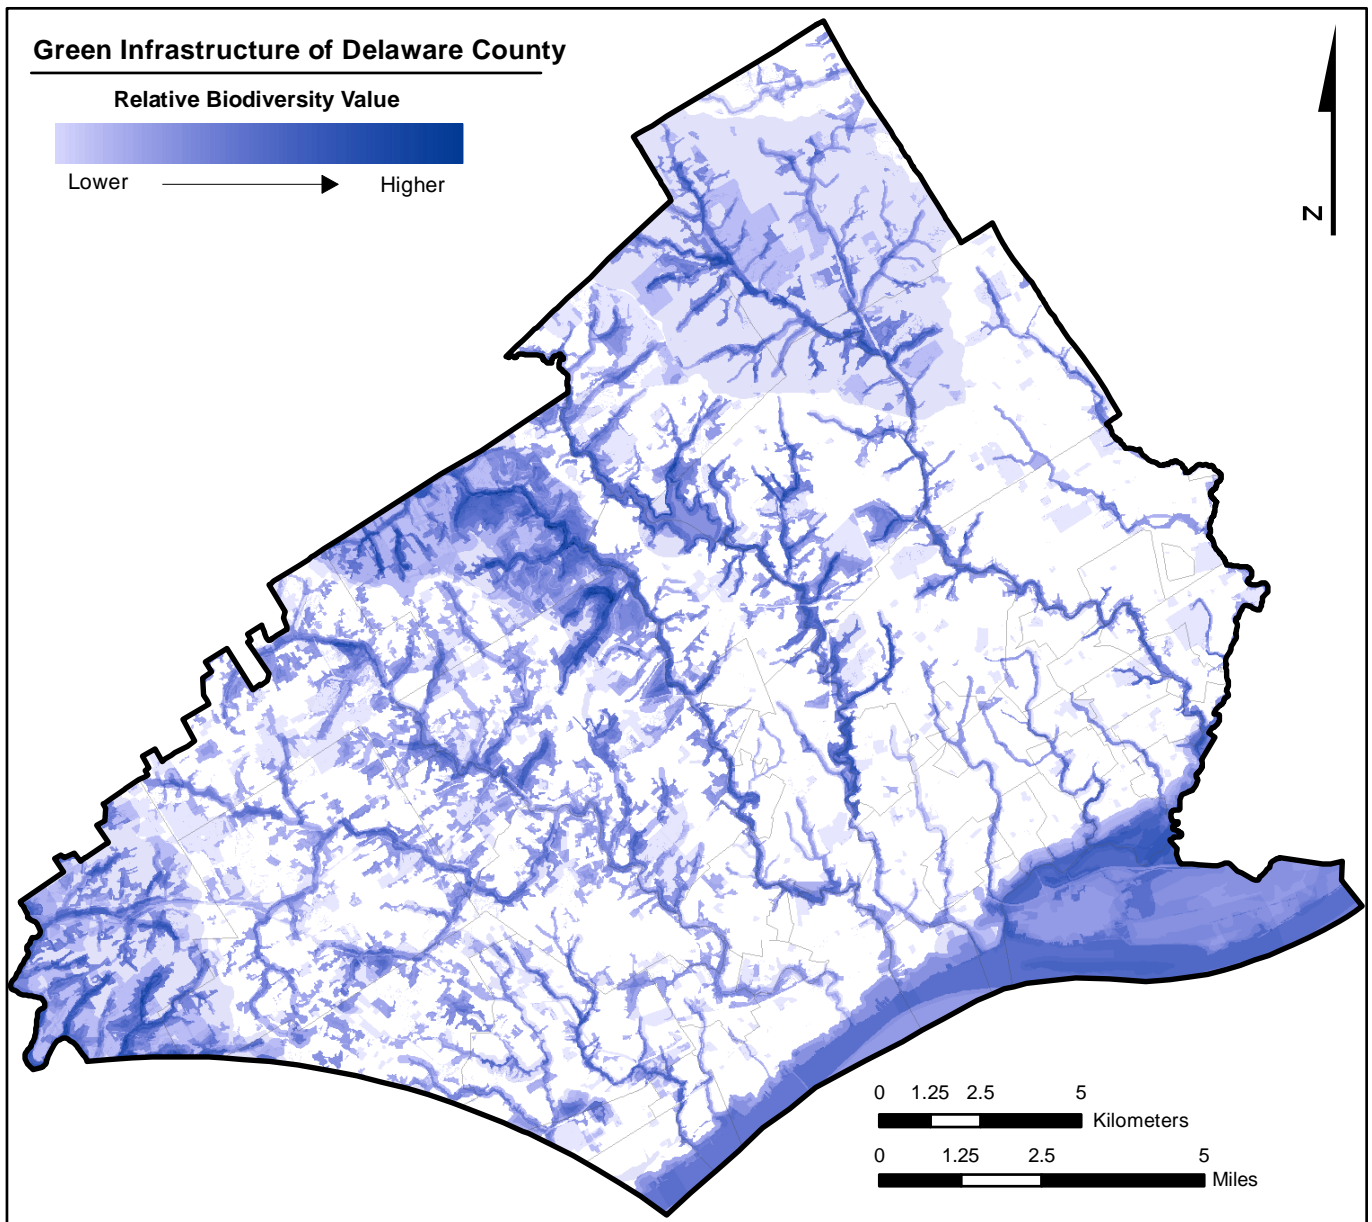 Green Infrastructure of Delaware County
Relative Biodiversity Value
Lower Higher
N
0 1.25 2.5 5
Kilometers
0 1.25 2.5 5
Miles